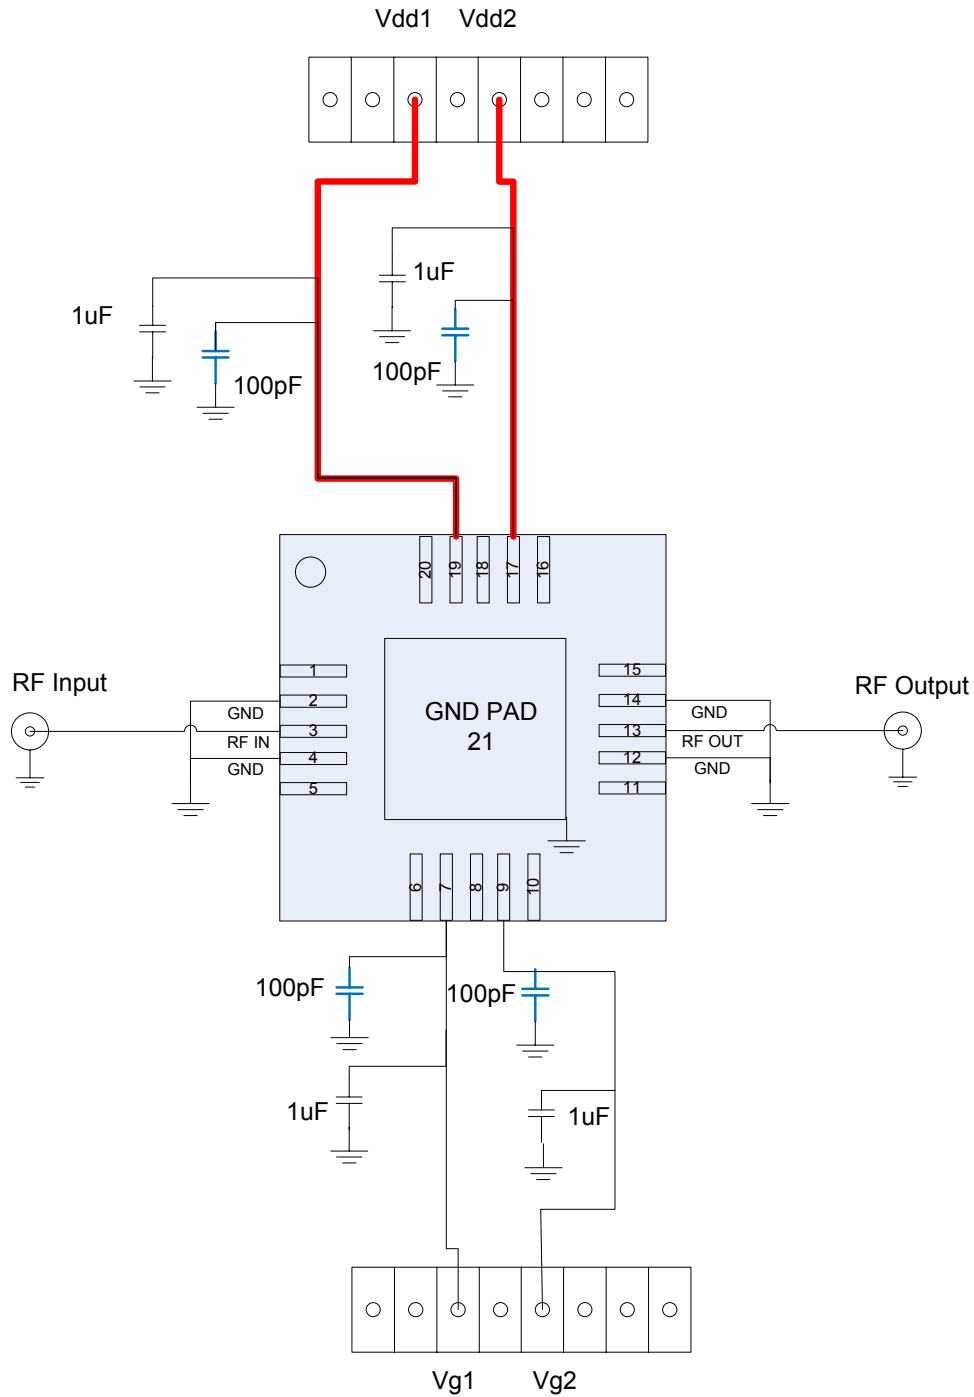 Vdd1 Vdd2
1uF
1uF
100pF
100pF
20 19 18 17 16
RF Input
RF Output
1
2
GND
3
RF IN
4
GND
5
GND PAD
21
15
14
GND
13
RF OUT
12
GND
11
6 7 8 9 10
100pF
100pF
1uF
1uF
Vg1 Vg2